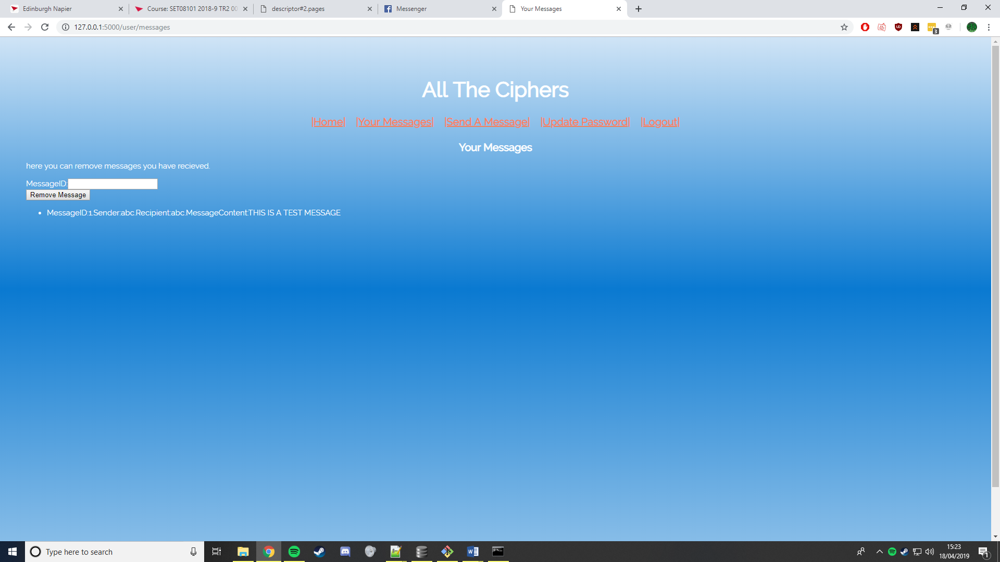 Edinburgh Napier
Course: SET08101 2018-9 TR2 00
descriptor#2.pages
Messenger
Your Messages
127.0.0.1:5000/user/messages
3
All The Ciphers
|Home| |Your Messages| |Send A Message| |Update Password| |Logout|
Your Messages
here you can remove messages you have recieved.
MessageID:
Remove Message
MessageID:1.Sender:abc.Recipient:abc.MessageContent:THIS IS A TEST MESSAGE
Type here to search
15:23
18/04/2019
1